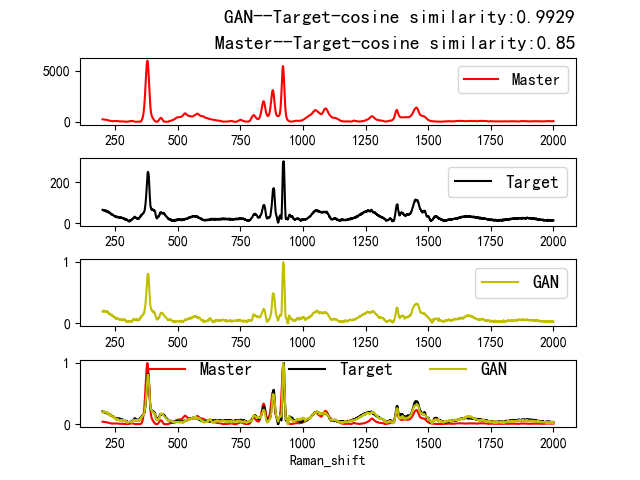 GAN--Target-cosine similarity:0.9929
Master--Target-cosine similarity:0.85
5000
0
Master
250 500 750 1000 1250 1500 1750 2000
200
0
Target
250 500 750 1000 1250 1500 1750 2000
1
0
GAN
250 500 750 1000 1250 1500 1750 2000
1
0
Master Target GAN
250 500 750 1000 1250 1500 1750 2000
Raman_shift